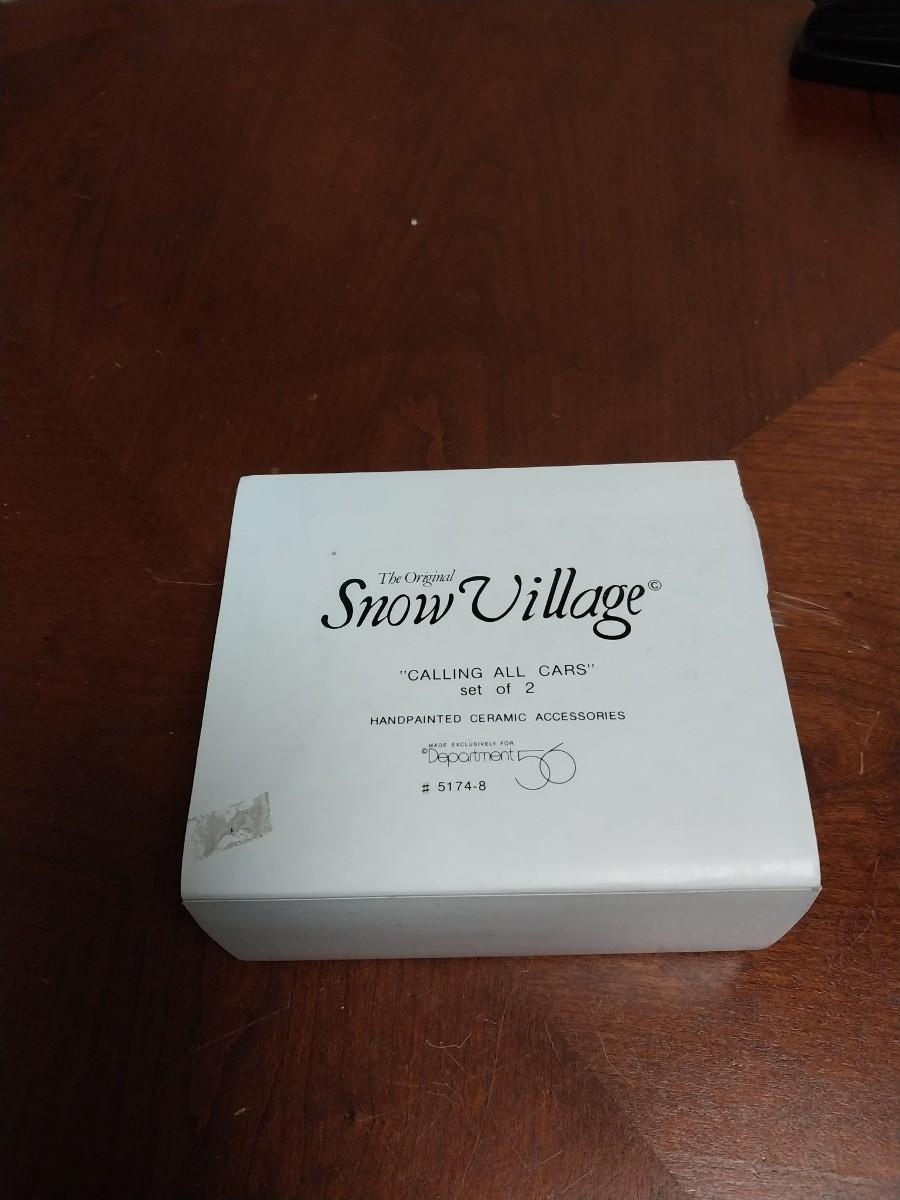 The Original
Snow Village©
"CALLING ALL CARS"
set of 2
HANDPAINTED CERAMIC ACCESSORIES
MADE EXCLUSIVELY FOR
©Department 56
# 5174-8